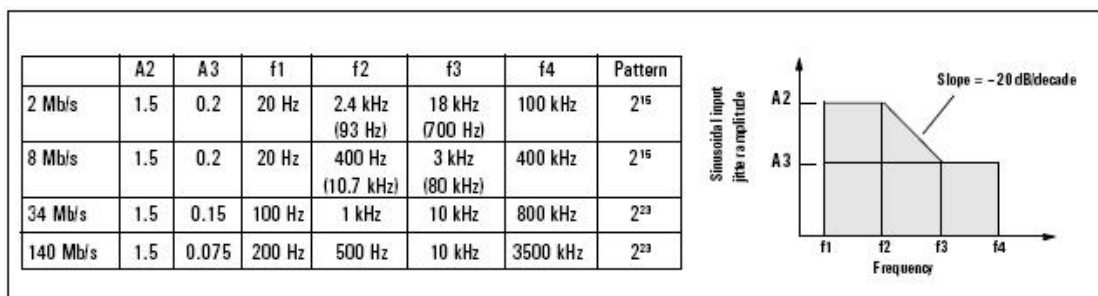 A2 A3 f1 f2 f3 f4 Pattern
2 Mb/s 1.5 0.2 20 Hz 2.4 kHz 18 kHz 100 kHz 2¹⁵
(93 Hz) (700 Hz)
8 Mb/s 1.5 0.2 20 Hz 400 Hz 3 kHz 400 kHz 2¹⁵
(10.7 kHz) (80 kHz)
34 Mb/s 1.5 0.15 100 Hz 1 kHz 10 kHz 800 kHz 2²³
140 Mb/s 1.5 0.075 200 Hz 500 Hz 10 kHz 3500 kHz 2²³
Sinusoidal input
jitter amplitude
A2
A3
Slope = −20 dB/decade
f1 f2 f3 f4
Frequency